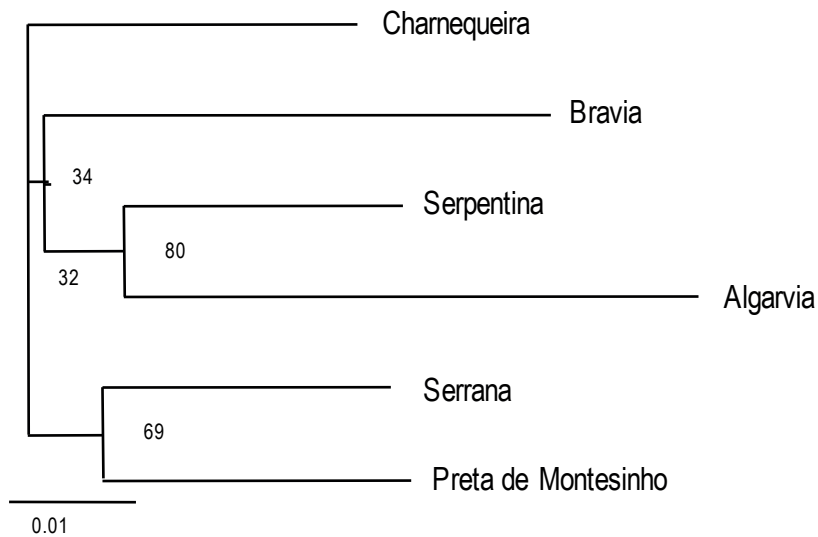 Charnequeira
Bravia
34
Serpentina
80
32
Algarvia
Serrana
69
Preta de Montesinho
0.01